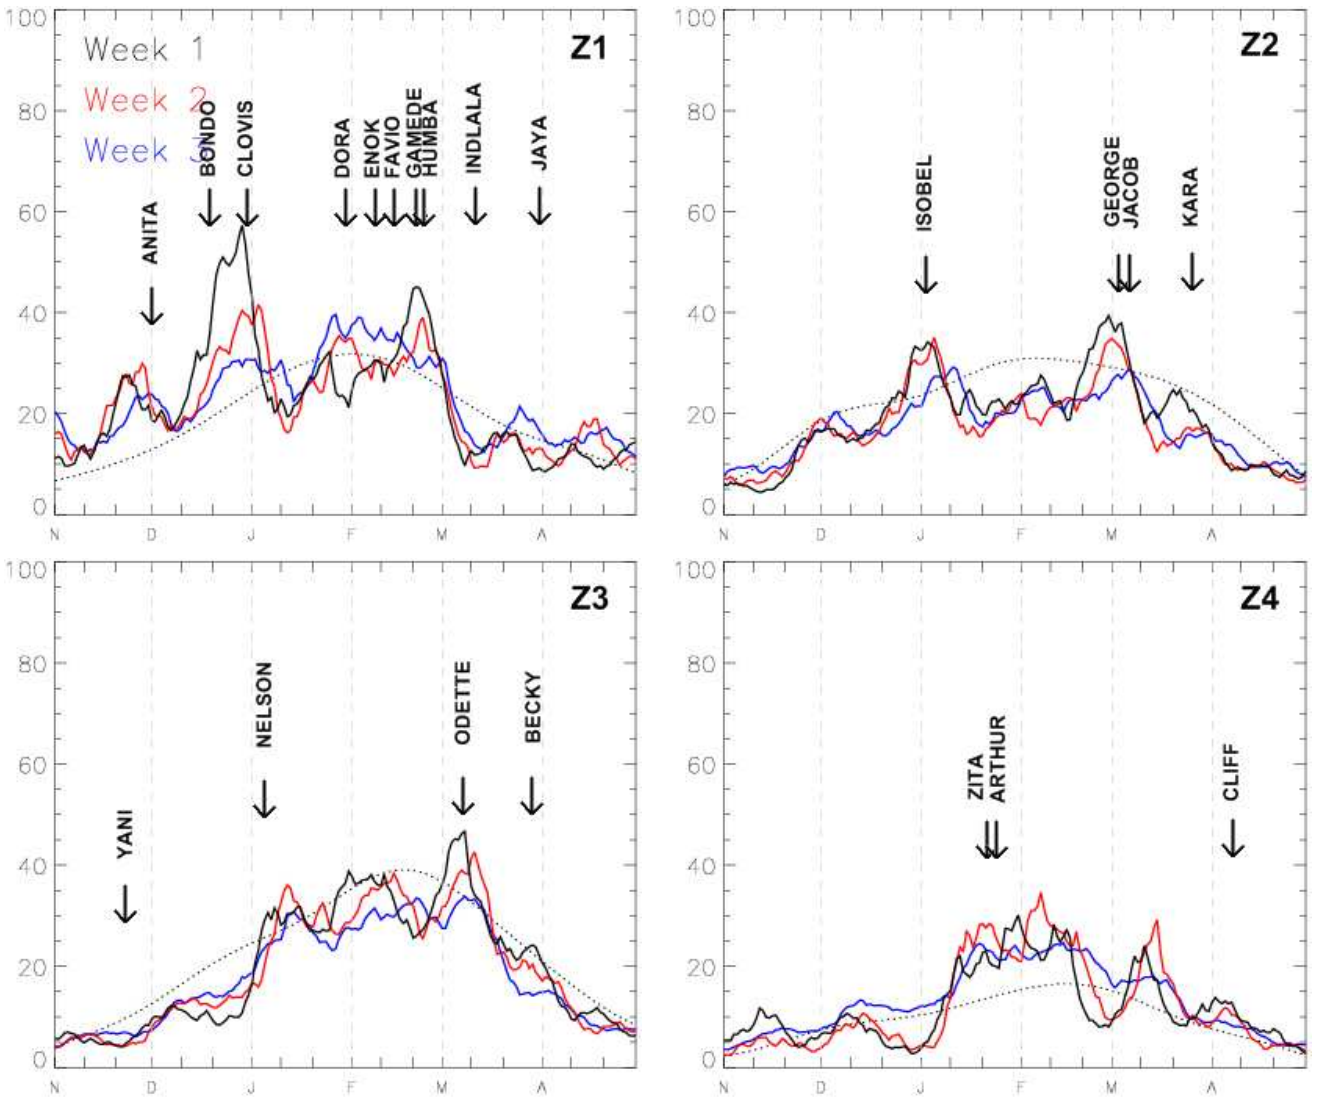 100
80
60
40
20
0
Week 1
Week 2
Week 3
Z1
ANITA
BONDO
CLOVIS
DORA
ENOK
FAVIO
GAMEDE
HUMBA
INDLALA
JAYA
N D J F M A
100
80
60
40
20
0
Z2
ISOBEL
GEORGE
JACOB
KARA
N D J F M A
100
80
60
40
20
0
Z3
YANI
NELSON
ODETTE
BECKY
N D J F M A
100
80
60
40
20
0
Z4
ZITA
ARTHUR
CLIFF
N D J F M A